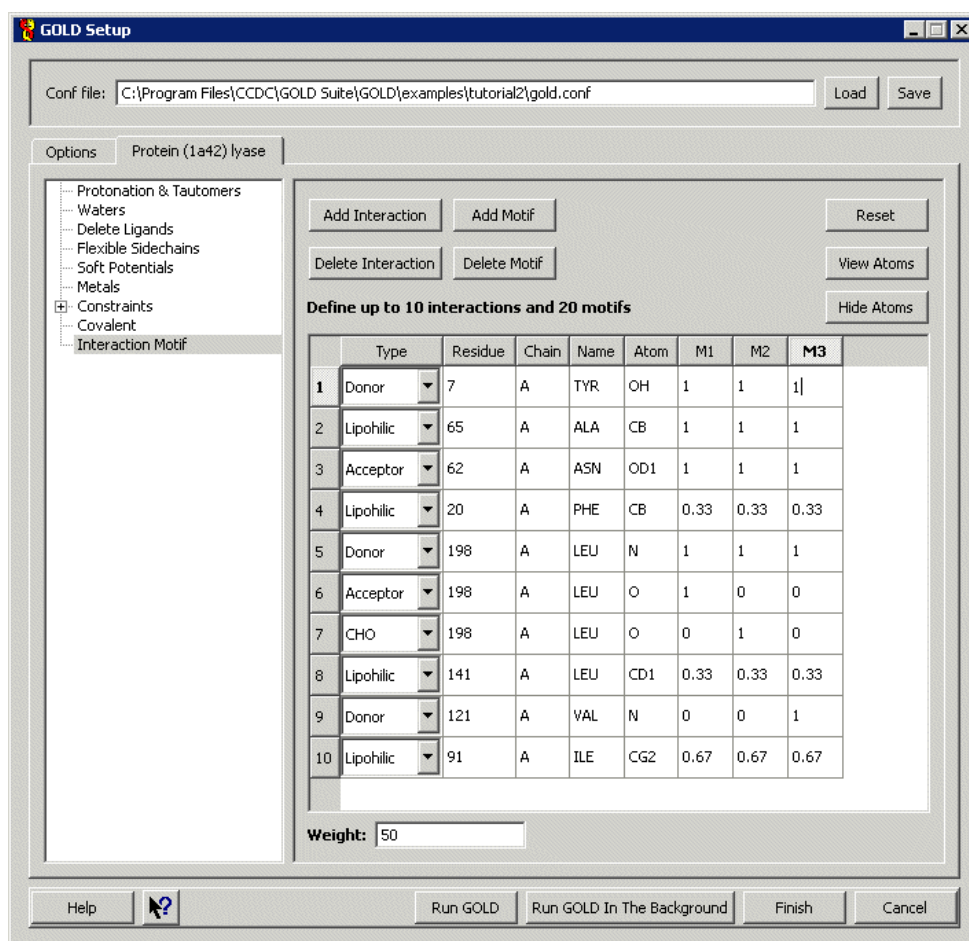 GOLD Setup
Conf file: C:\Program Files\CCDC\GOLD Suite\GOLD\examples\tutorial2\gold.conf Load Save
Options Protein (1a42) lyase
Protonation & Tautomers
Waters
Delete Ligands
Flexible Sidechains
Soft Potentials
Metals
Constraints
Covalent
Interaction Motif
Add Interaction Add Motif Reset
Delete Interaction Delete Motif View Atoms
Define up to 10 interactions and 20 motifs Hide Atoms
Type Residue Chain Name Atom M1 M2 M3
1 Donor 7 A TYR OH 1 1 1
2 Lipohilic 65 A ALA CB 1 1 1
3 Acceptor 62 A ASN OD1 1 1 1
4 Lipohilic 20 A PHE CB 0.33 0.33 0.33
5 Donor 198 A LEU N 1 1 1
6 Acceptor 198 A LEU O 1 0 0
7 CHO 198 A LEU O 0 1 0
8 Lipohilic 141 A LEU CD1 0.33 0.33 0.33
9 Donor 121 A VAL N 0 0 1
10 Lipohilic 91 A ILE CG2 0.67 0.67 0.67
Weight: 50
Help Run GOLD Run GOLD In The Background Finish Cancel